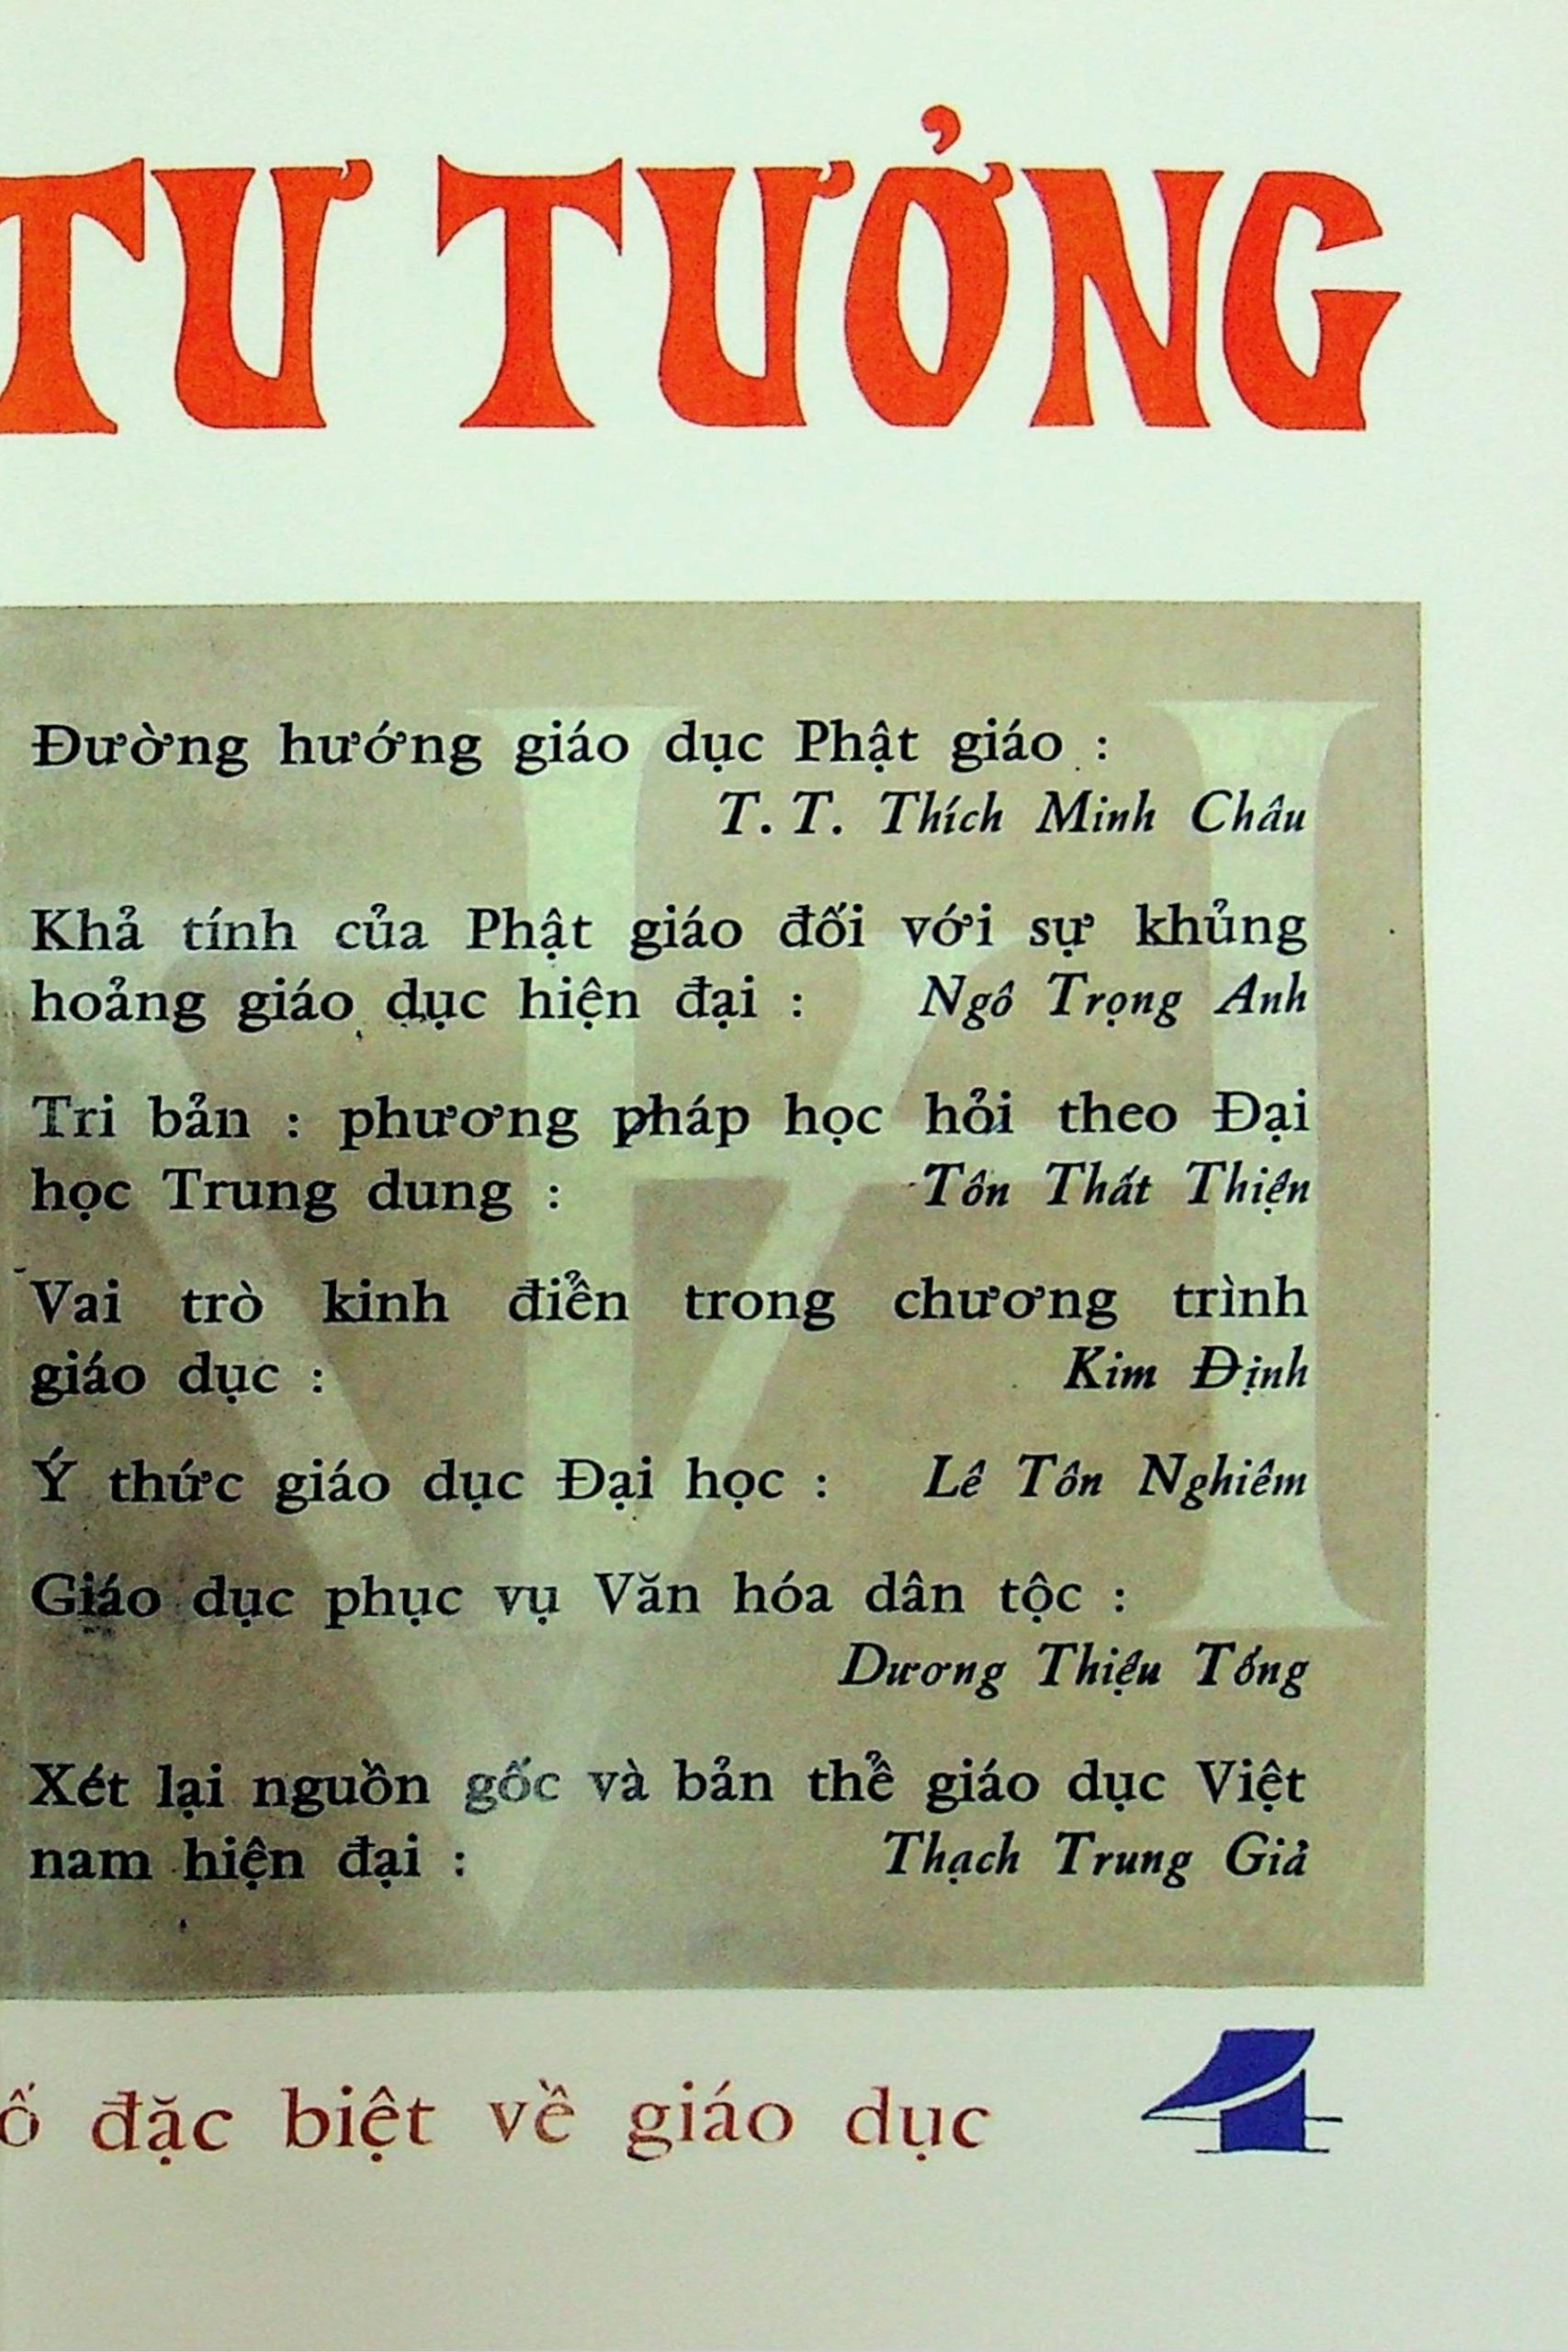 TƯ TƯỞNG
Đường hướng giáo dục Phật giáo :
T. T. Thích Minh Châu
Khả tính của Phật giáo đối với sự khủng
hoảng giáo dục hiện đại : Ngô Trọng Anh
Tri bản : phương pháp học hỏi theo Đại
học Trung dung : Tôn Thất Thiện
Vai trò kinh điển trong chương trình
giáo dục : Kim Định
Ý thức giáo dục Đại học : Lê Tôn Nghiêm
Giáo dục phục vụ Văn hóa dân tộc :
Dương Thiệu Tống
Xét lại nguồn gốc và bản thể giáo dục Việt
nam hiện đại : Thạch Trung Giả
ố đặc biệt về giáo dục 4